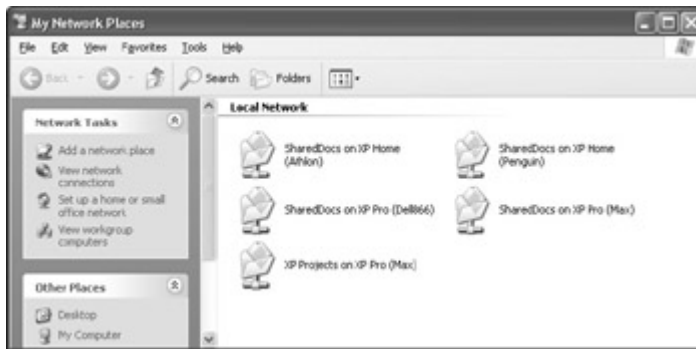 My Network Places
File Edit View Favorites Tools Help
Back Search Folders
Network Tasks
Add a network place
View network
connections
Set up a home or small
office network
View workgroup
computers
Other Places
Desktop
My Computer
Local Network
SharedDocs on XP Home
(Athlon)
SharedDocs on XP Home
(Penguin)
SharedDocs on XP Pro (Dell866)
SharedDocs on XP Pro (Max)
XP Projects on XP Pro (Max)